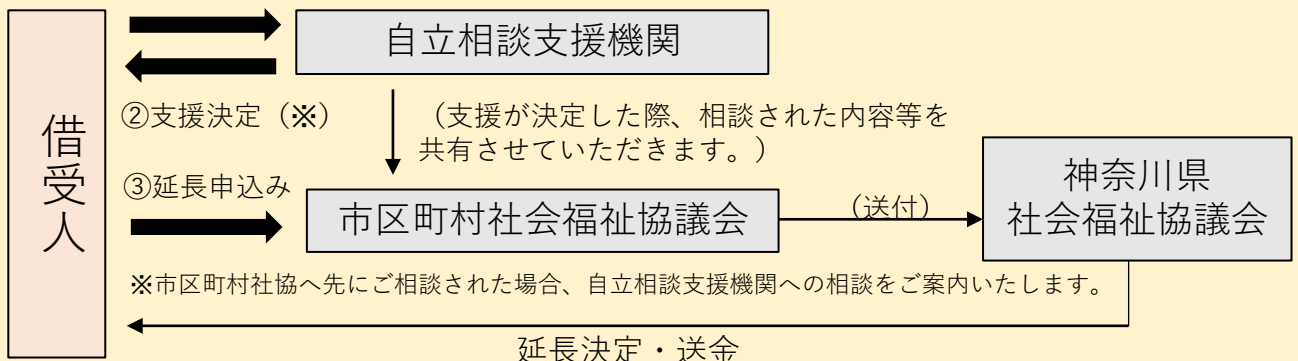 自立相談支援機関
②支援決定（※）
（支援が決定した際、相談された内容等を
共有させていただきます。）
借受人
③延長申込み
市区町村社会福祉協議会
（送付）
神奈川県
社会福祉協議会
※市区町村社協へ先にご相談された場合、自立相談支援機関への相談をご案内いたします。
延長決定・送金